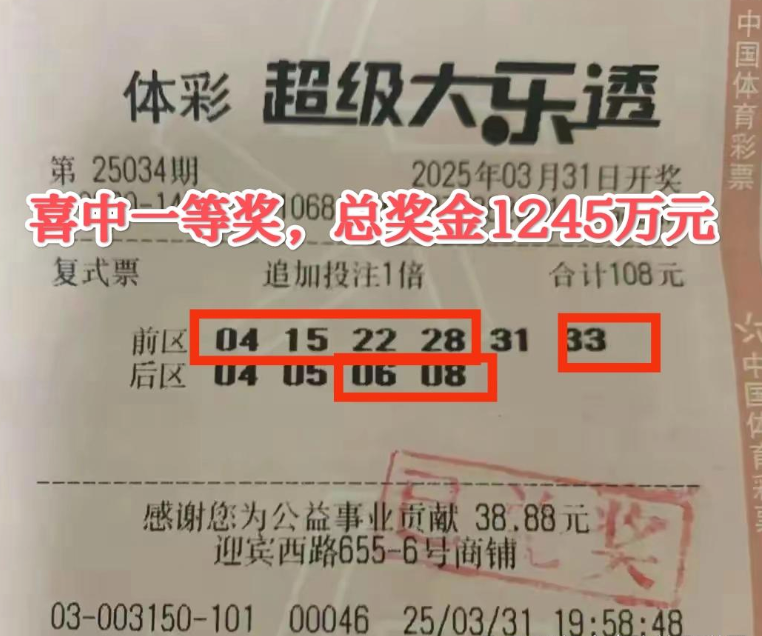 体彩 超级大乐透
第 25034期 2025年03月31日开奖
喜中一等奖，总奖金1245万元
1068
复式票 追加投注1倍 合计108元
前区 04 15 22 28 31 33
后区 04 05 06 08
已兑奖
感谢您为公益事业贡献 38.88元
迎宾西路655-6号商铺
03-003150-101 00046 25/03/31 19:58:48
中国体育彩票
中国体育彩票